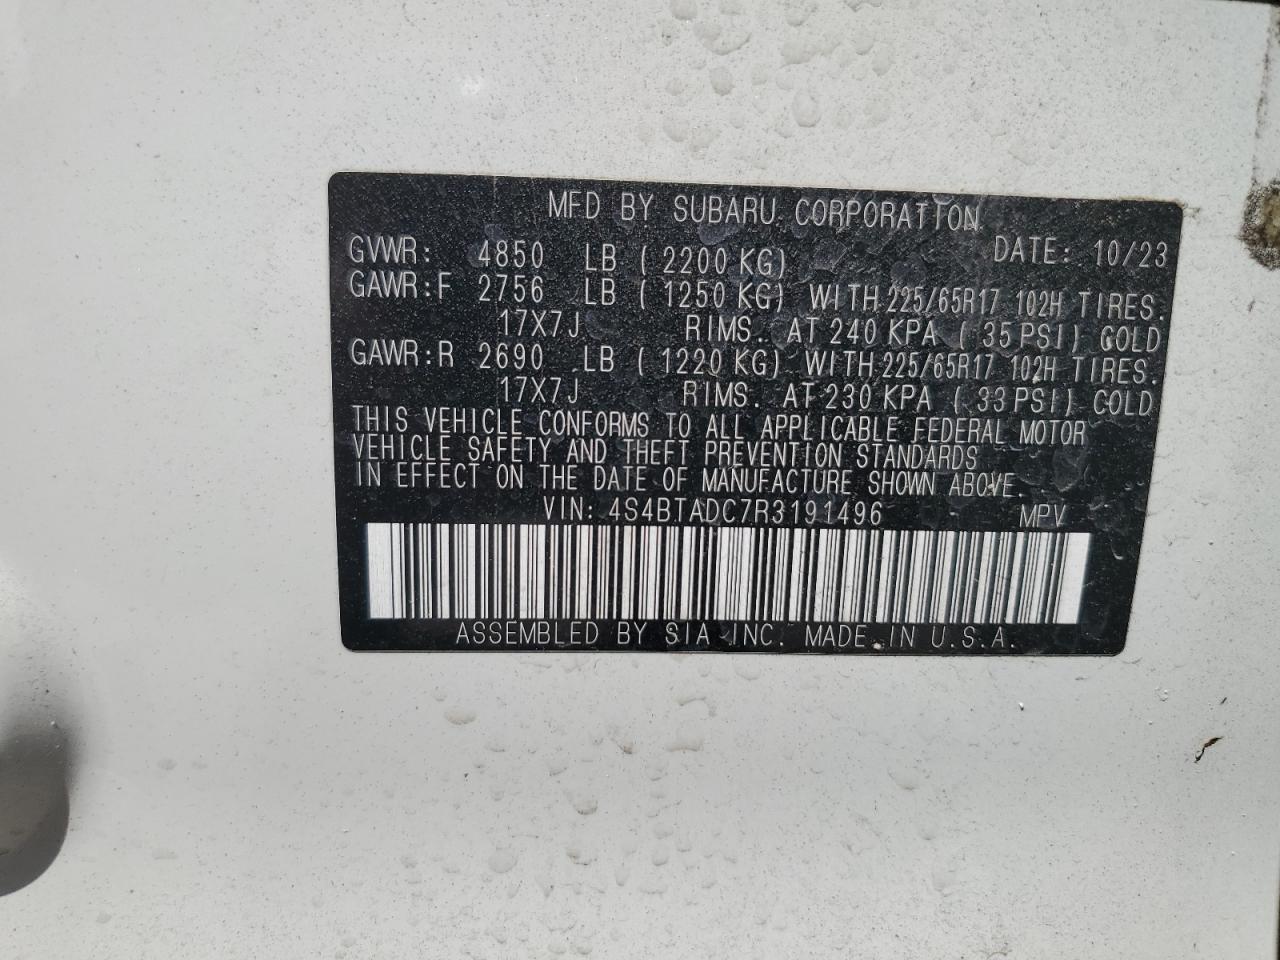 MFD BY SUBARU CORPORATION
DATE: 10/23
GVWR: 4850 LB (2200 KG)
GAWR:F 2756 LB (1250 KG) WITH 225/65R17 102H TIRES.
17X7J RIMS. AT 240 KPA (35 PSI) COLD
GAWR:R 2690 LB (1220 KG) WITH 225/65R17 102H TIRES.
17X7J RIMS. AT 230 KPA (33 PSI) COLD
THIS VEHICLE CONFORMS TO ALL APPLICABLE FEDERAL MOTOR
VEHICLE SAFETY AND THEFT PREVENTION STANDARDS
IN EFFECT ON THE DATE OF MANUFACTURE SHOWN ABOVE.
VIN: 4S4BTADC7R3191496 MPV
ASSEMBLED BY SIA INC. MADE IN U.S.A.